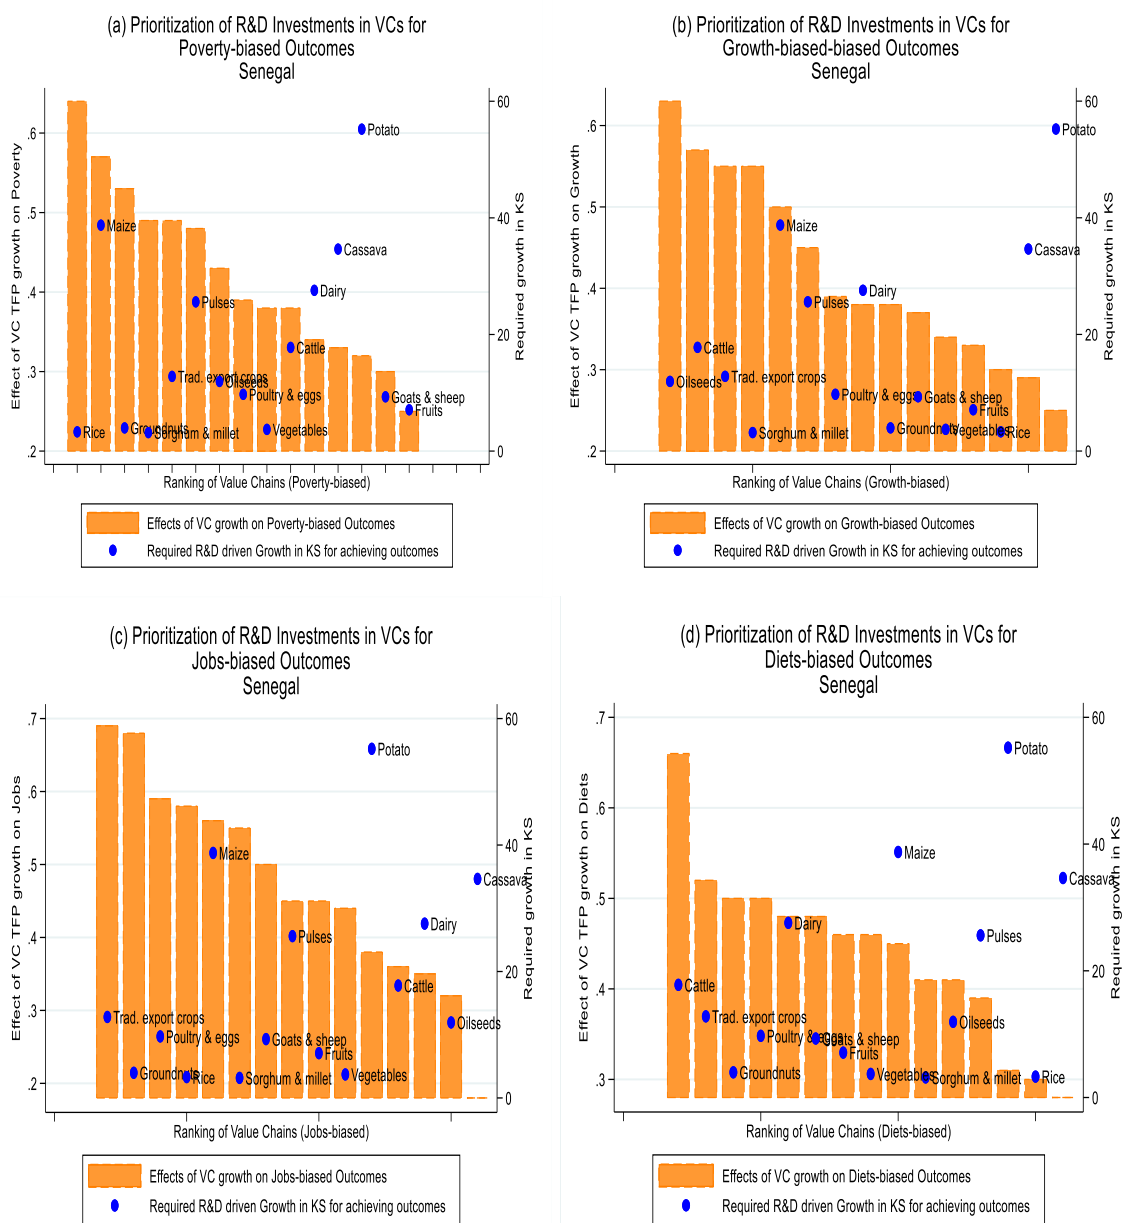 (a) Prioritization of R&D Investments in VCs for
Poverty-biased Outcomes
Senegal
Effect of VC TFP growth on Poverty
.6
.5
.4
.3
.2
60
40
20
0
Required growth in KS
Potato
Maize
Cassava
Dairy
Pulses
Cattle
Trad. export crops
Oilseeds
Poultry & eggs
Goats & sheep
Fruits
Rice
Groundnuts
Sorghum & millet
Vegetables
Ranking of Value Chains (Poverty-biased)
Effects of VC growth on Poverty-biased Outcomes
Required R&D driven Growth in KS for achieving outcomes
(b) Prioritization of R&D Investments in VCs for
Growth-biased-biased Outcomes
Senegal
Effect of VC TFP growth on Growth
.6
.5
.4
.3
.2
60
40
20
0
Required growth in KS
Potato
Maize
Cassava
Dairy
Pulses
Cattle
Oilseeds
Trad. export crops
Poultry & eggs
Goats & sheep
Fruits
Sorghum & millet
Groundnuts
Vegetables
Rice
Ranking of Value Chains (Growth-biased)
Effects of VC growth on Growth-biased Outcomes
Required R&D driven Growth in KS for achieving outcomes
(c) Prioritization of R&D Investments in VCs for
Jobs-biased Outcomes
Senegal
Effect of VC TFP growth on Jobs
.7
.6
.5
.4
.3
.2
60
40
20
0
Required growth in KS
Potato
Maize
Cassava
Dairy
Pulses
Cattle
Trad. export crops
Oilseeds
Poultry & eggs
Goats & sheep
Fruits
Groundnuts
Rice
Sorghum & millet
Vegetables
Ranking of Value Chains (Jobs-biased)
Effects of VC growth on Jobs-biased Outcomes
Required R&D driven Growth in KS for achieving outcomes
(d) Prioritization of R&D Investments in VCs for
Diets-biased Outcomes
Senegal
Effect of VC TFP growth on Diets
.7
.6
.5
.4
.3
60
40
20
0
Required growth in KS
Potato
Maize
Cassava
Dairy
Pulses
Cattle
Trad. export crops
Oilseeds
Poultry & eggs
Goats & sheep
Fruits
Groundnuts
Vegetables
Sorghum & millet
Rice
Ranking of Value Chains (Diets-biased)
Effects of VC growth on Diets-biased Outcomes
Required R&D driven Growth in KS for achieving outcomes